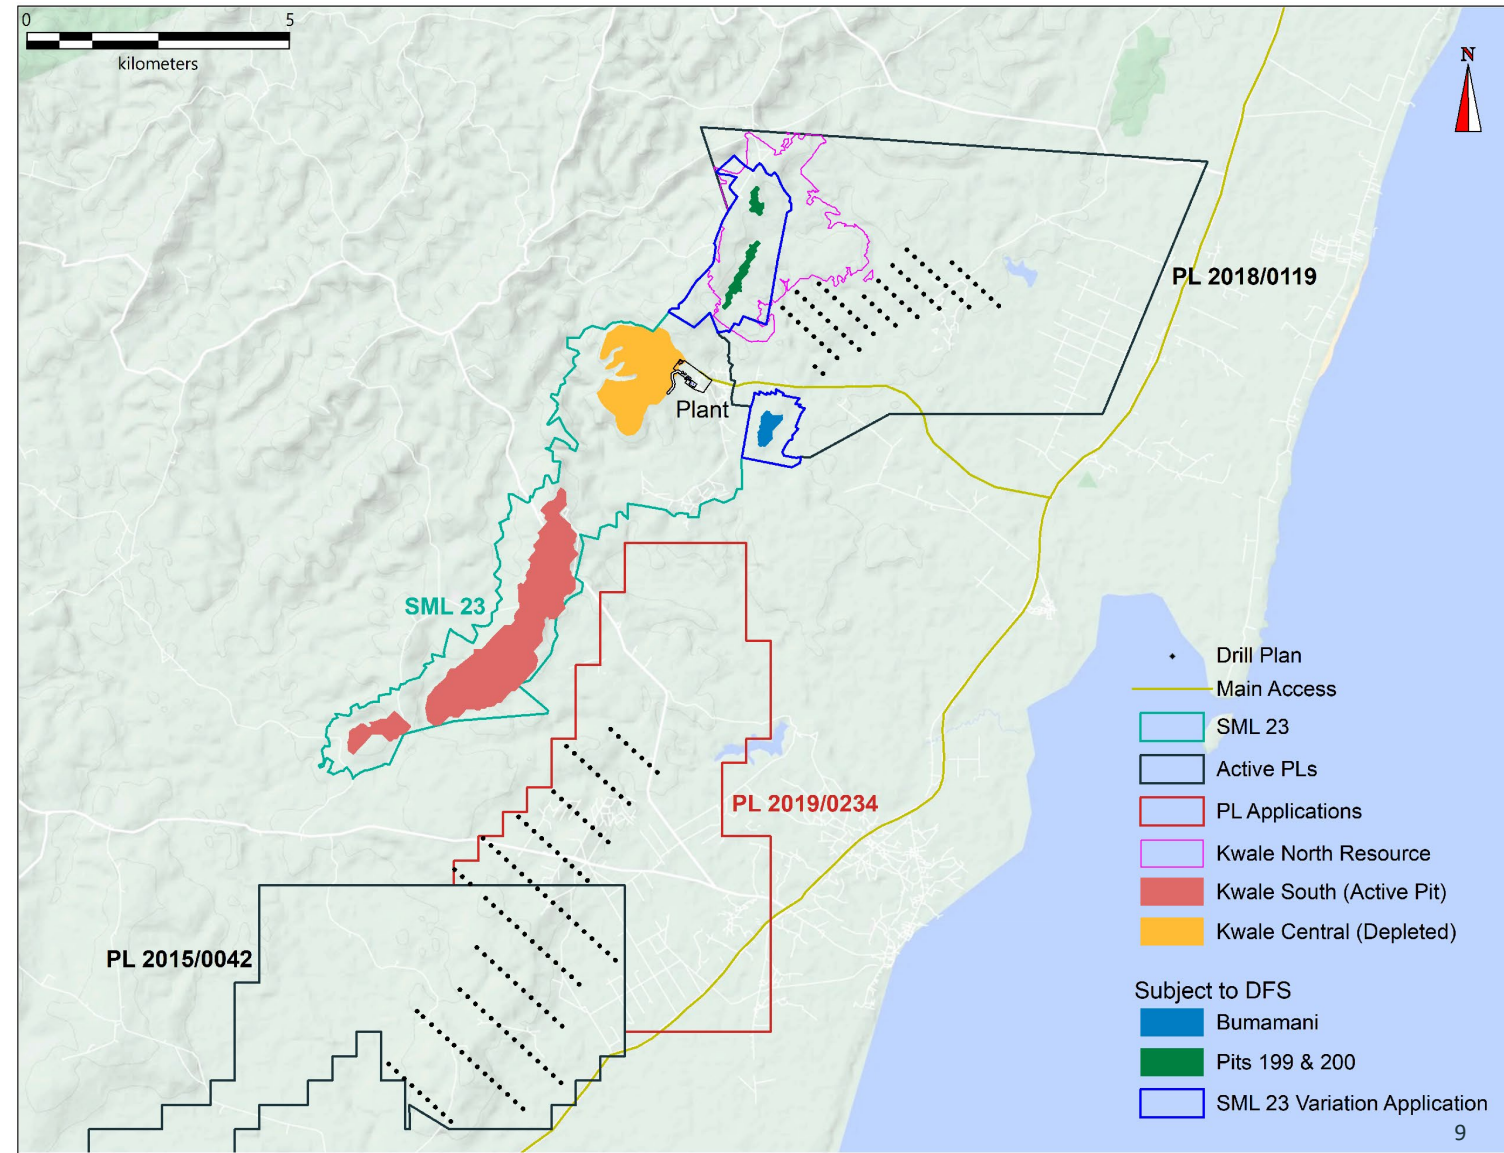 0 5
kilometers
N
PL 2018/0119
Plant
SML 23
PL 2019/0234
PL 2015/0042
Drill Plan
Main Access
SML 23
Active PLs
PL Applications
Kwale North Resource
Kwale South (Active Pit)
Kwale Central (Depleted)
Subject to DFS
Bumamani
Pits 199 & 200
SML 23 Variation Application
9